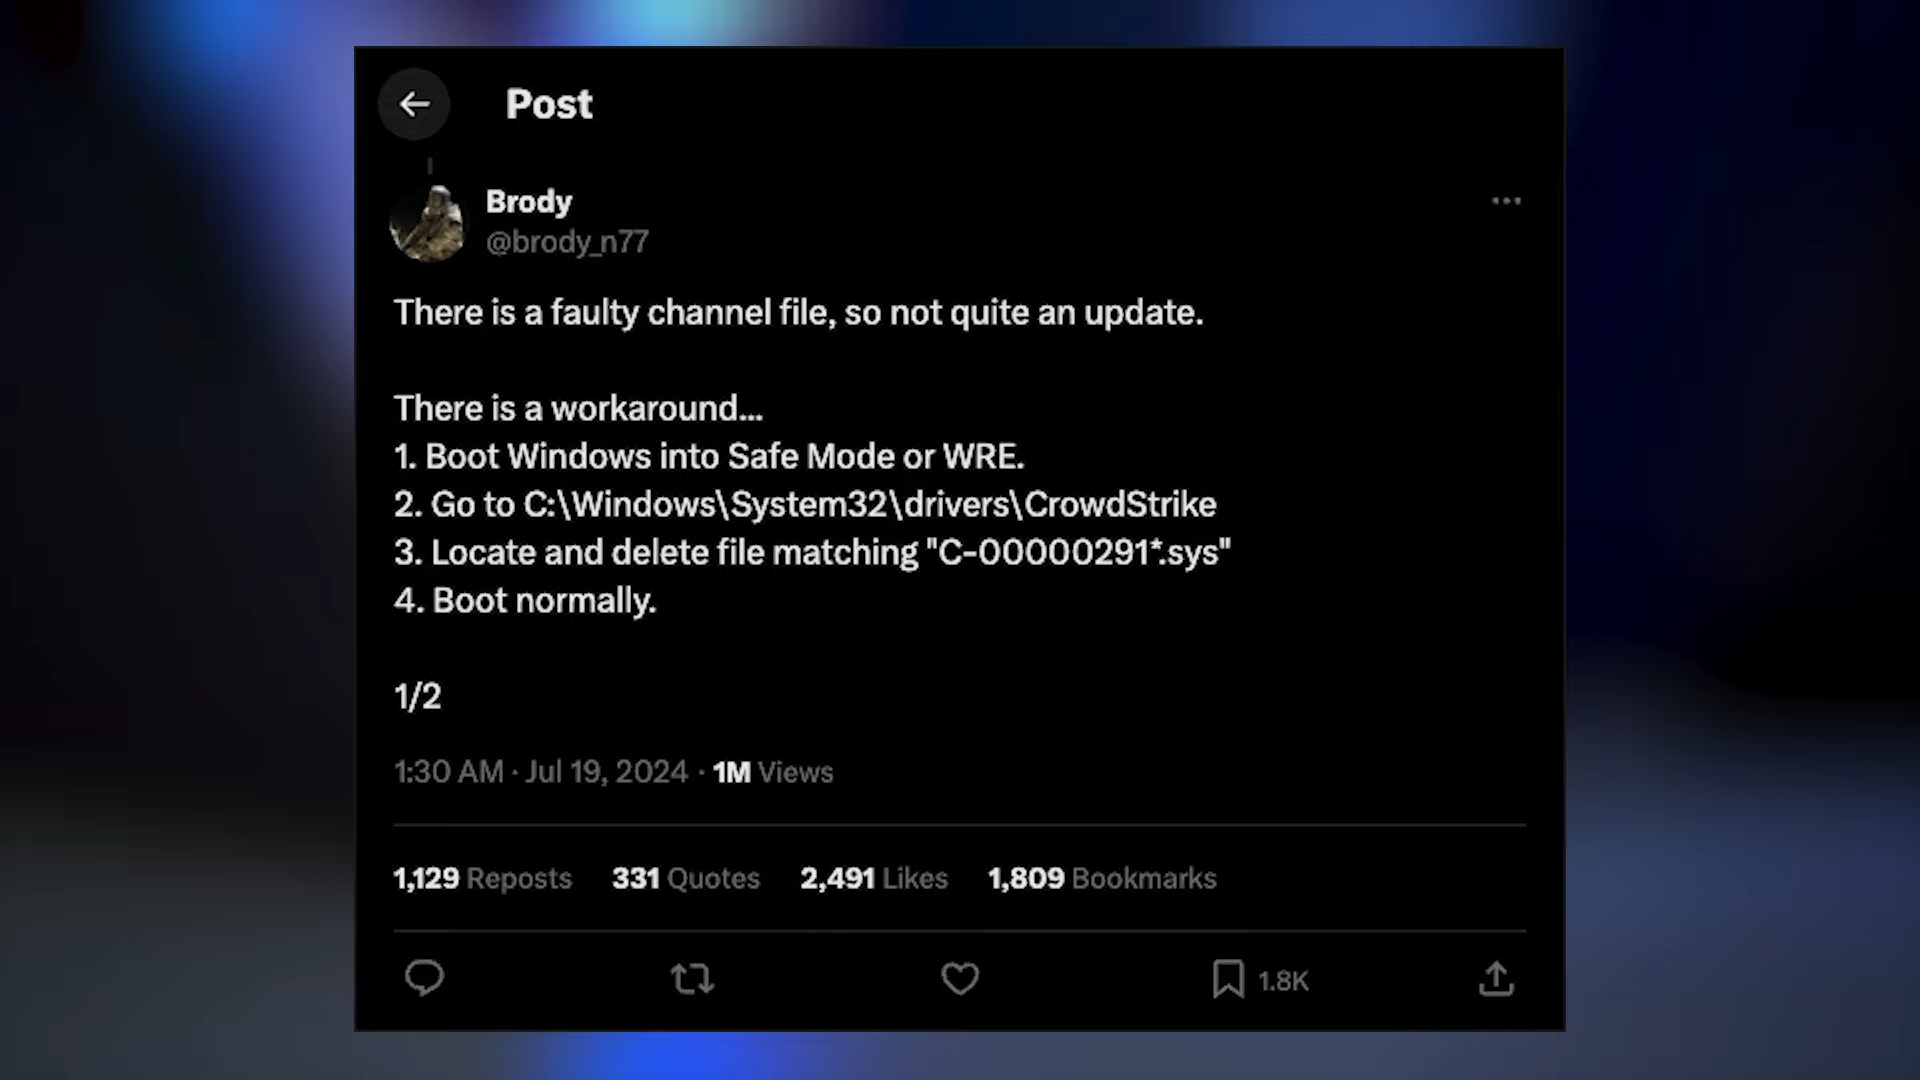 Post
Brody
@brody_n77
There is a faulty channel file, so not quite an update.
There is a workaround...
1. Boot Windows into Safe Mode or WRE.
2. Go to C:\Windows\System32\drivers\CrowdStrike
3. Locate and delete file matching "C-00000291*.sys"
4. Boot normally.
1/2
1:30 AM · Jul 19, 2024 · 1M Views
1,129 Reposts 331 Quotes 2,491 Likes 1,809 Bookmarks
1.8K